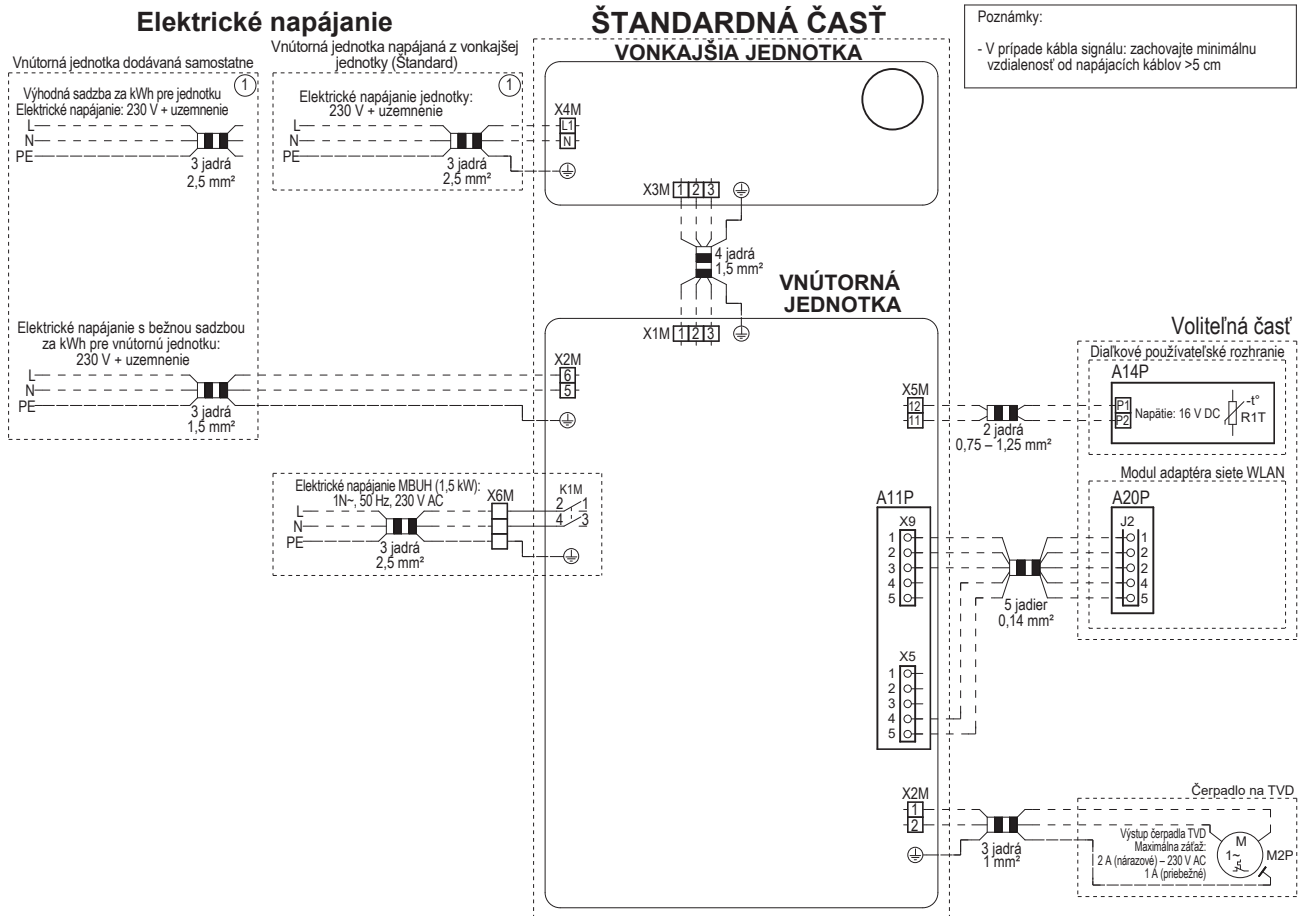 Elektrické napájanie
Vnútorná jednotka dodávaná samostatne
Výhodná sadzba za kWh pre jednotku
Elektrické napájanie: 230 V + uzemnenie
1
L
N
PE
3 jadrá
2,5 mm²
Elektrické napájanie s bežnou sadzbou
za kWh pre vnútornú jednotku:
230 V + uzemnenie
L
N
PE
3 jadrá
1,5 mm²
Vnútorná jednotka napájaná z vonkajšej
jednotky (Štandard)
Elektrické napájanie jednotky:
230 V + uzemnenie
1
L
N
PE
3 jadrá
2,5 mm²
ŠTANDARDNÁ ČASŤ
VONKAJŠIA JEDNOTKA
X4M
L1
N
X3M 1 2 3
4 jadrá
1,5 mm²
VNÚTORNÁ
JEDNOTKA
X1M 1 2 3
X2M
6
5
Elektrické napájanie MBUH (1,5 kW):
1N~, 50 Hz, 230 V AC
L
N
PE
3 jadrá
2,5 mm²
X6M
K1M
2 1
4 3
X5M
12
11
2 jadrá
0,75 – 1,25 mm²
A11P
X9
1
2
3
4
5
X5
1
2
3
4
5
5 jadier
0,14 mm²
X2M
1
2
3 jadrá
1 mm²
Poznámky:
- V prípade kábla signálu: zachovajte minimálnu
vzdialenosť od napájacích káblov >5 cm
Voliteľná časť
Diaľkové používateľské rozhranie
A14P
P1
P2
Napätie: 16 V DC
-t°
R1T
Modul adaptéra siete WLAN
A20P
J2
1
2
2
4
5
Čerpadlo na TVD
Výstup čerpadla TVD
Maximálna záťaž:
2 A (nárazové) – 230 V AC
1 A (priebežné)
M
1~
M2P